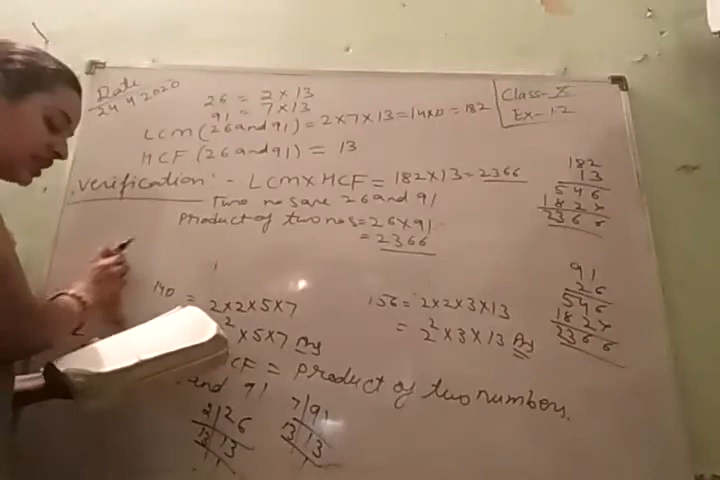 Date
24 4 2020
Class- X
Ex- 1.2
26 = 2 × 13
91 = 7 × 13
LCM (26 and 91) = 2 × 7 × 13 = 14 × 13 = 182
HCF (26 and 91) = 13
Verification:- LCM × HCF = 182 × 13 = 2366
Two nos are 26 and 91
Product of two nos = 26 × 91
= 2366
182
13
546
182×
2366
91
26
546
182×
2366
140 = 2×2×5×7
2² ×5×7 Ans
156 = 2×2×3×13
= 2² ×3×13 Ans
CF = product of two numbers.
and 91
2|26
13|13
1
7|91
13|13
1